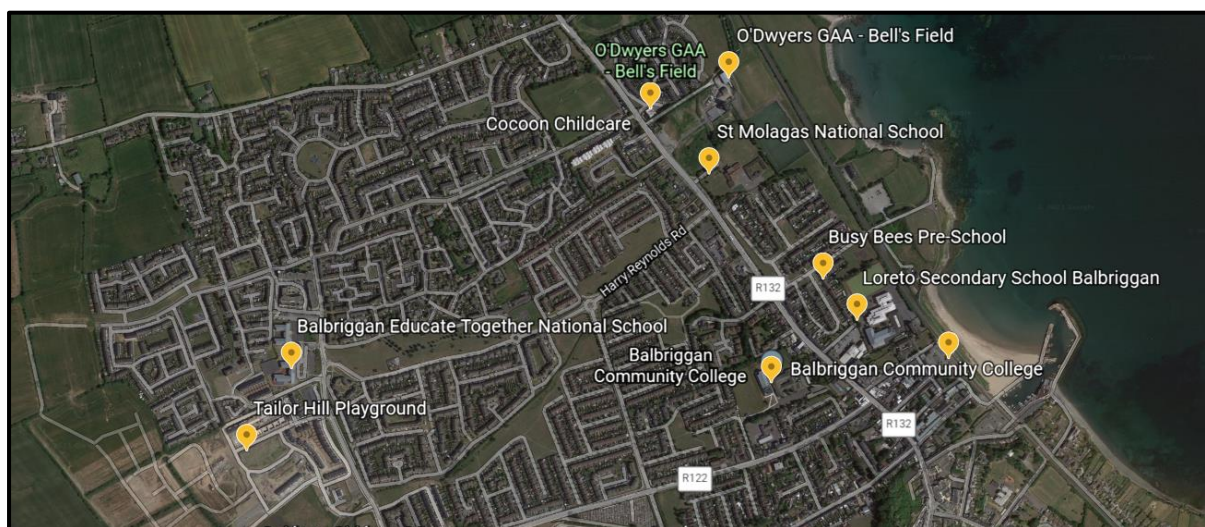 O'Dwyers GAA - Bell's Field
O'Dwyers GAA
- Bell's Field
Cocoon Childcare
St Molagas National School
Harry Reynolds Rd
Busy Bees Pre-School
R132
Loreto Secondary School Balbriggan
Balbriggan Educate Together National School
Balbriggan
Community College
Balbriggan Community College
Tailor Hill Playground
R132
R122